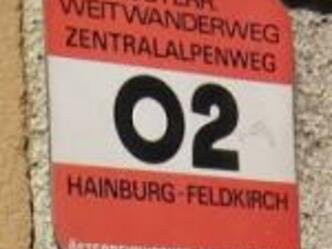 WEITWANDERWEG
ZENTRALALPENWEG
02
HAINBURG-FELDKIRCH